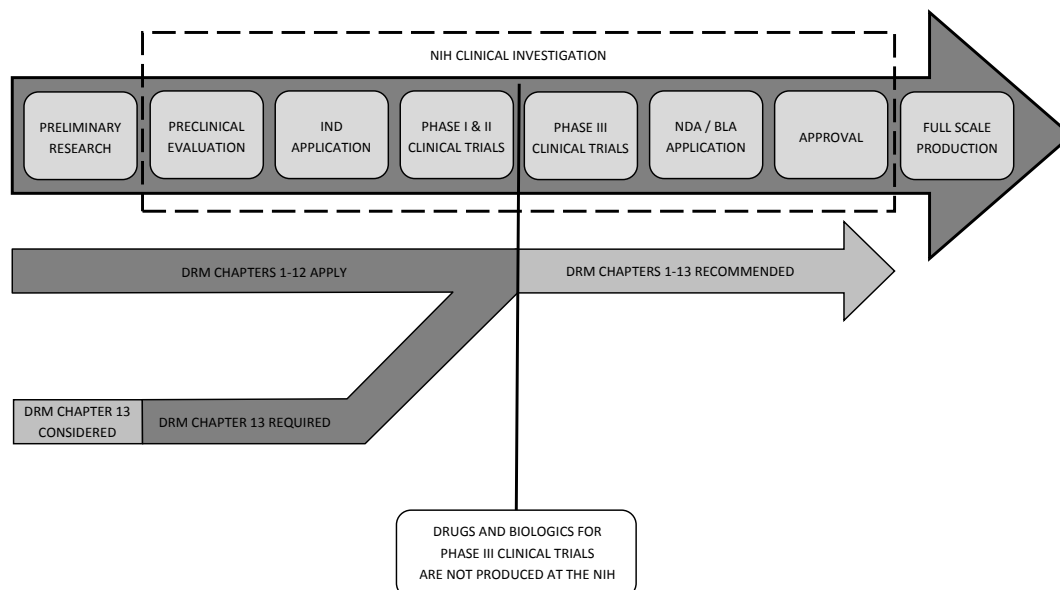 NIH CLINICAL INVESTIGATION
PRELIMINARY
RESEARCH
PRECLINICAL
EVALUATION
IND
APPLICATION
PHASE I & II
CLINICAL TRIALS
PHASE III
CLINICAL TRIALS
NDA / BLA
APPLICATION
APPROVAL
FULL SCALE
PRODUCTION
DRM CHAPTERS 1-12 APPLY
DRM CHAPTERS 1-13 RECOMMENDED
DRM CHAPTER 13
CONSIDERED
DRM CHAPTER 13 REQUIRED
DRUGS AND BIOLOGICS FOR
PHASE III CLINICAL TRIALS
ARE NOT PRODUCED AT THE NIH